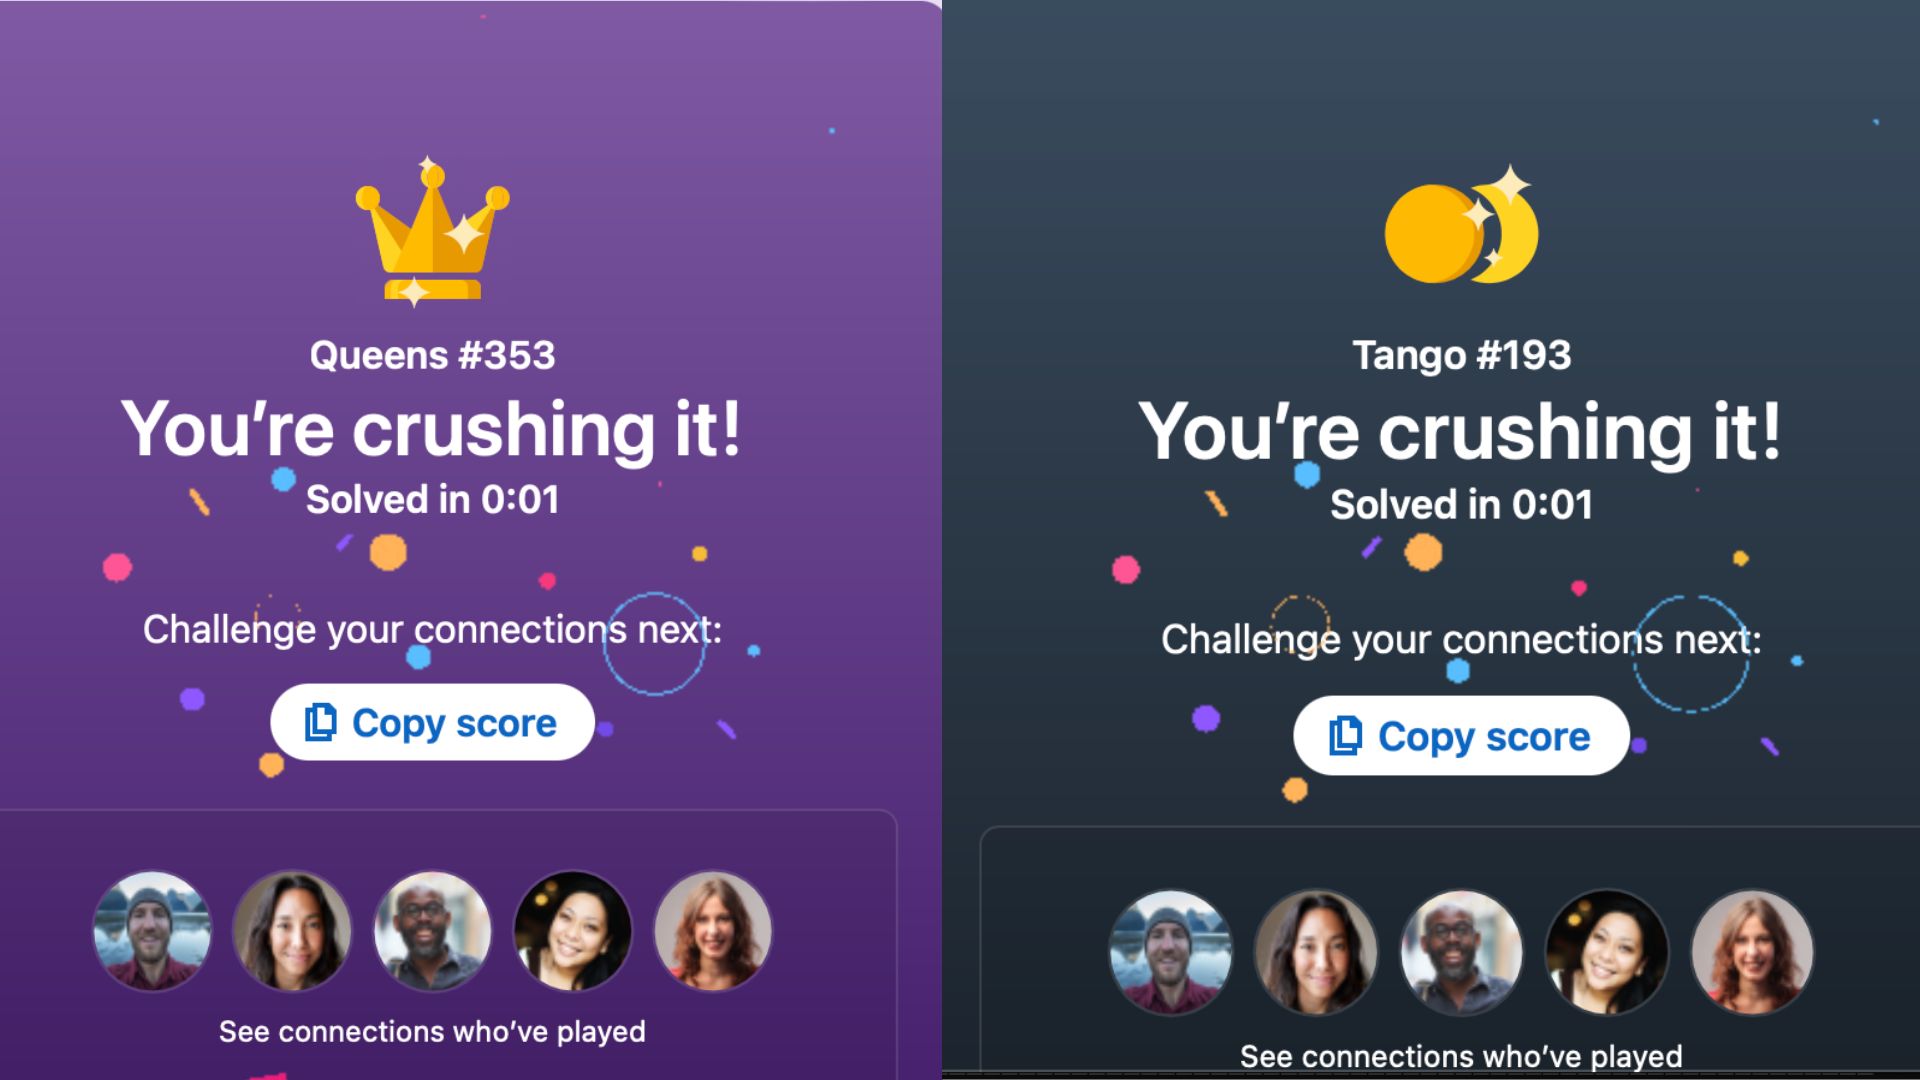 Queens #353
You're crushing it!
Solved in 0:01
Challenge your connections next:
Copy score
See connections who've played
Tango #193
You're crushing it!
Solved in 0:01
Challenge your connections next:
Copy score
See connections who've played